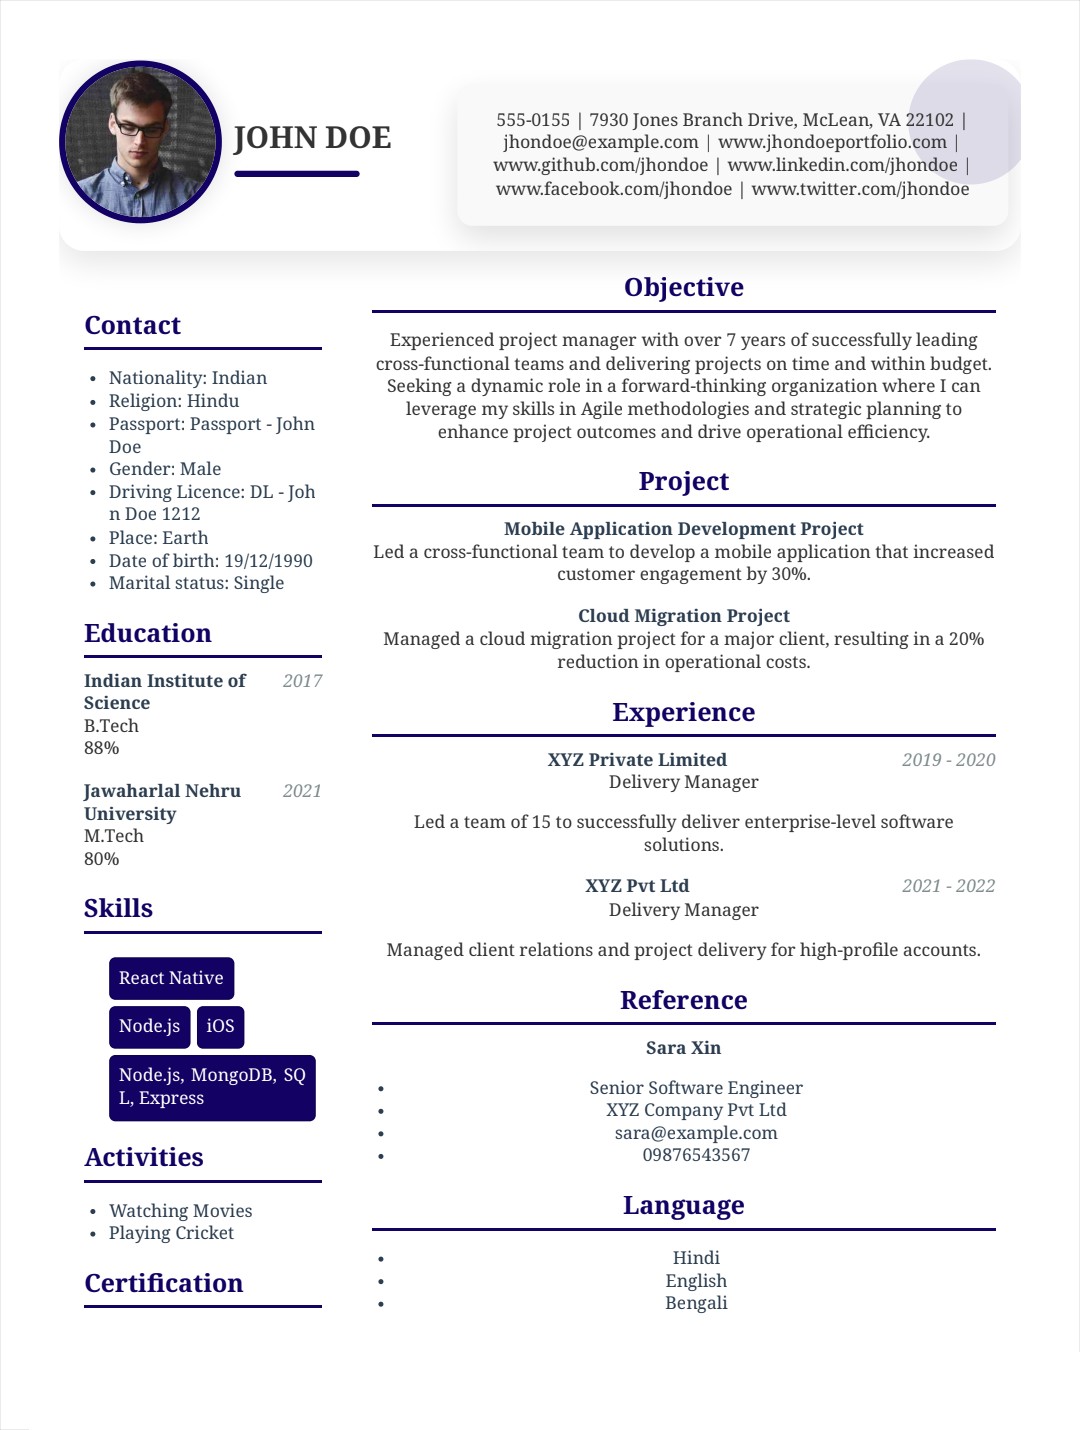 JOHN DOE
555-0155 | 7930 Jones Branch Drive, McLean, VA 22102 |
jhondoe@example.com | www.jhondoeportfolio.com |
www.github.com/jhondoe | www.linkedin.com/jhondoe |
www.facebook.com/jhondoe | www.twitter.com/jhondoe
Contact
• Nationality: Indian
• Religion: Hindu
• Passport: Passport - John
Doe
• Gender: Male
• Driving Licence: DL - Joh
n Doe 1212
• Place: Earth
• Date of birth: 19/12/1990
• Marital status: Single
Education
Indian Institute of 2017
Science
B.Tech
88%
Jawaharlal Nehru 2021
University
M.Tech
80%
Skills
React Native
Node.js iOS
Node.js, MongoDB, SQ
L, Express
Activities
• Watching Movies
• Playing Cricket
Certification
Objective
Experienced project manager with over 7 years of successfully leading
cross-functional teams and delivering projects on time and within budget.
Seeking a dynamic role in a forward-thinking organization where I can
leverage my skills in Agile methodologies and strategic planning to
enhance project outcomes and drive operational efficiency.
Project
Mobile Application Development Project
Led a cross-functional team to develop a mobile application that increased
customer engagement by 30%.
Cloud Migration Project
Managed a cloud migration project for a major client, resulting in a 20%
reduction in operational costs.
Experience
XYZ Private Limited 2019 - 2020
Delivery Manager
Led a team of 15 to successfully deliver enterprise-level software
solutions.
XYZ Pvt Ltd 2021 - 2022
Delivery Manager
Managed client relations and project delivery for high-profile accounts.
Reference
Sara Xin
• Senior Software Engineer
• XYZ Company Pvt Ltd
• sara@example.com
• 09876543567
Language
• Hindi
• English
• Bengali